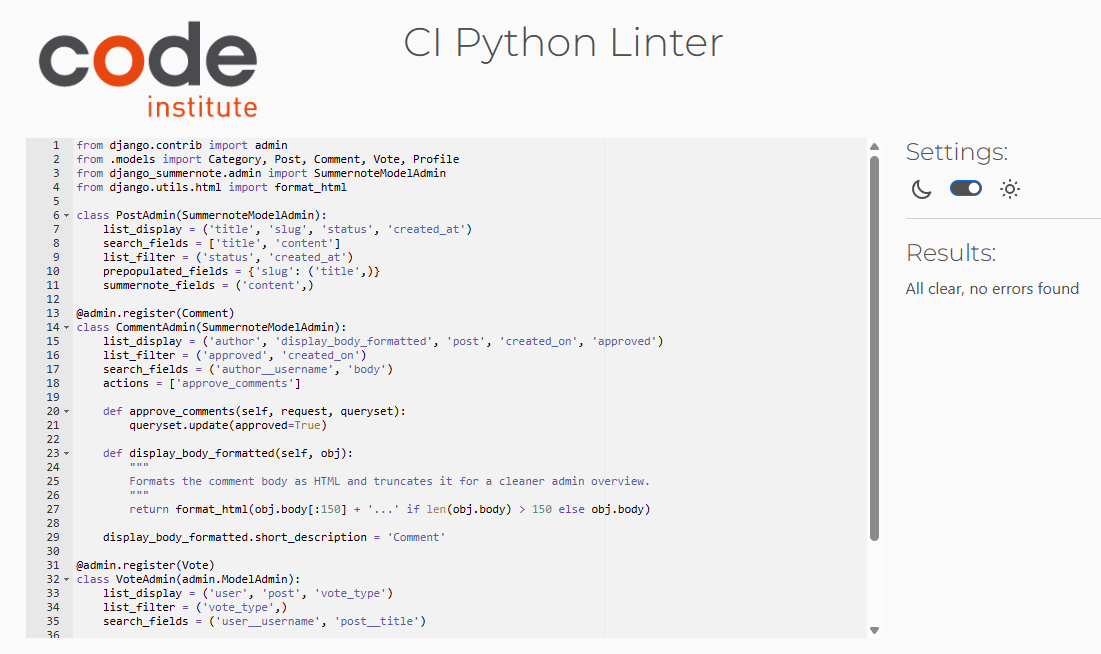 code
institute
CI Python Linter
1 from django.contrib import admin
2 from .models import Category, Post, Comment, Vote, Profile
3 from django_summernote.admin import SummernoteModelAdmin
4 from django.utils.html import format_html
5
6 class PostAdmin(SummernoteModelAdmin):
7     list_display = ('title', 'slug', 'status', 'created_at')
8     search_fields = ['title', 'content']
9     list_filter = ('status', 'created_at')
10     prepopulated_fields = {'slug': ('title',)}
11     summernote_fields = ('content',)
12
13 @admin.register(Comment)
14 class CommentAdmin(SummernoteModelAdmin):
15     list_display = ('author', 'display_body_formatted', 'post', 'created_on', 'approved')
16     list_filter = ('approved', 'created_on')
17     search_fields = ('author__username', 'body')
18     actions = ['approve_comments']
19
20     def approve_comments(self, request, queryset):
21         queryset.update(approved=True)
22
23     def display_body_formatted(self, obj):
24         """
25         Formats the comment body as HTML and truncates it for a cleaner admin overview.
26         """
27         return format_html(obj.body[:150] + '...' if len(obj.body) > 150 else obj.body)
28
29     display_body_formatted.short_description = 'Comment'
30
31 @admin.register(Vote)
32 class VoteAdmin(admin.ModelAdmin):
33     list_display = ('user', 'post', 'vote_type')
34     list_filter = ('vote_type',)
35     search_fields = ('user__username', 'post__title')
36
Settings:
Results:
All clear, no errors found